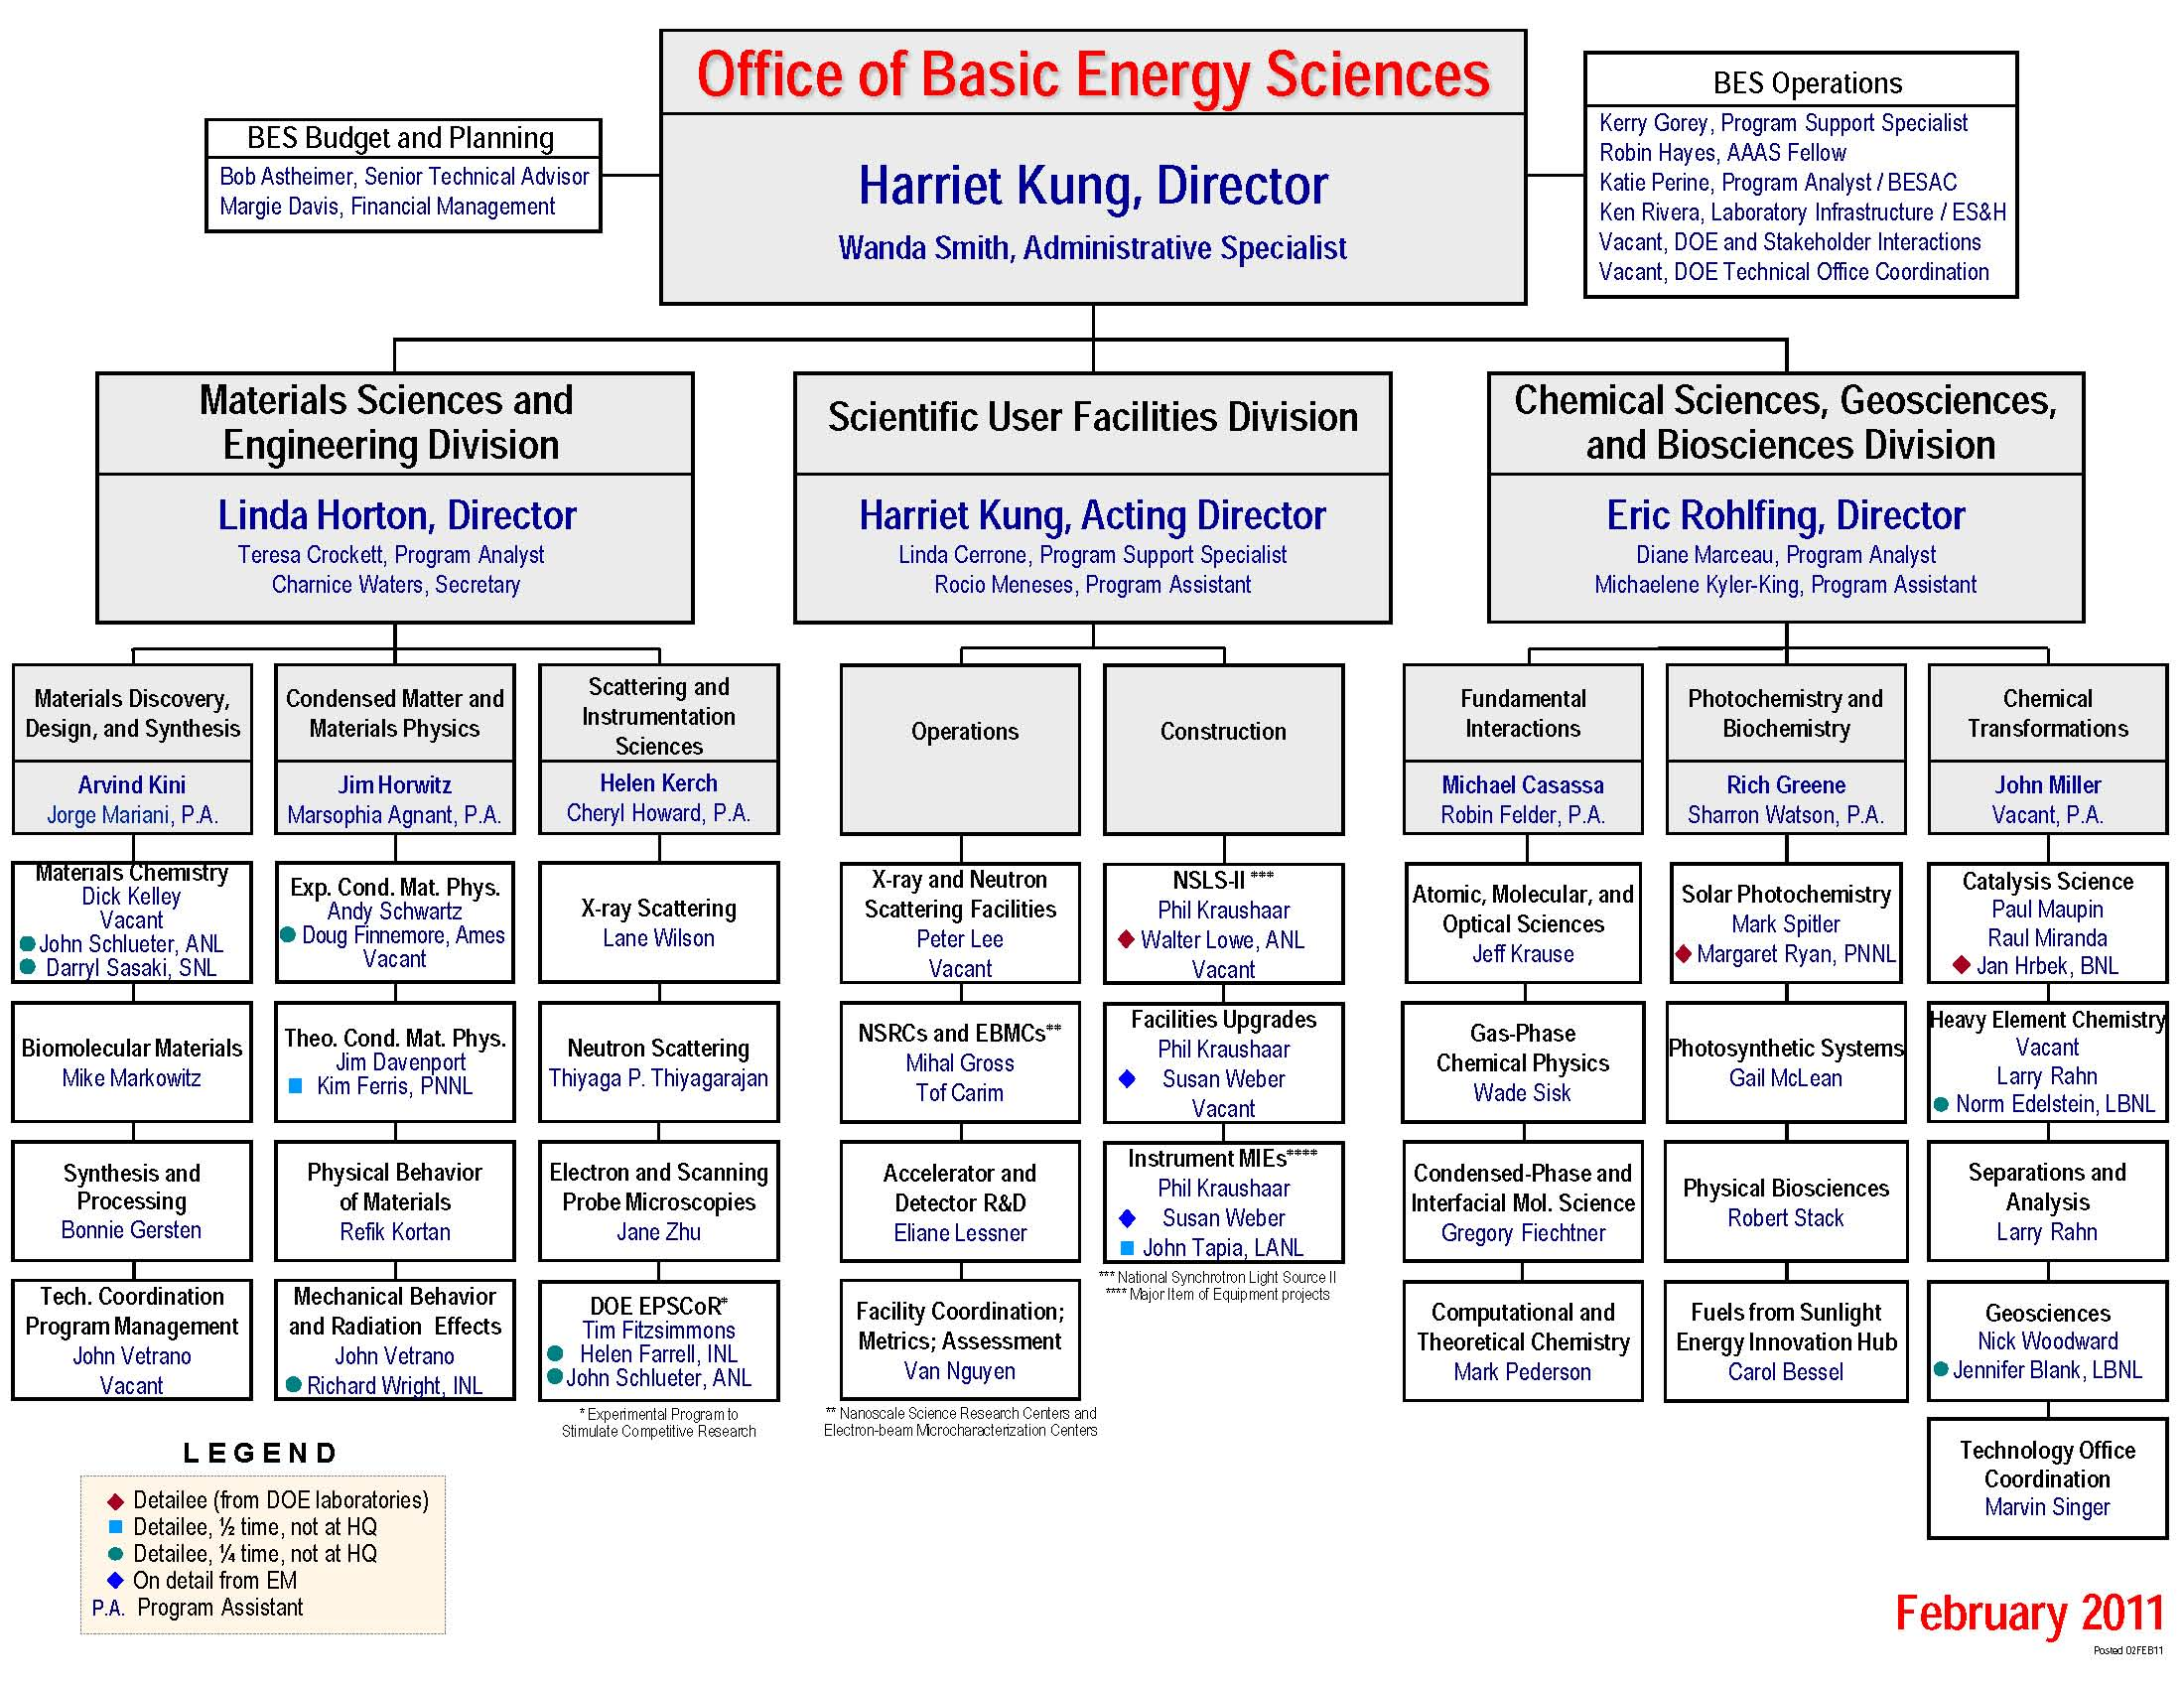 Office of Basic Energy Sciences
Harriet Kung, Director
Wanda Smith, Administrative Specialist
BES Budget and Planning
Bob Astheimer, Senior Technical Advisor
Margie Davis, Financial Management
BES Operations
Kerry Gorey, Program Support Specialist
Robin Hayes, AAAS Fellow
Katie Perine, Program Analyst / BESAC
Ken Rivera, Laboratory Infrastructure / ES&H
Vacant, DOE and Stakeholder Interactions
Vacant, DOE Technical Office Coordination
Materials Sciences and
Engineering Division
Linda Horton, Director
Teresa Crockett, Program Analyst
Charnice Waters, Secretary
Scientific User Facilities Division
Harriet Kung, Acting Director
Linda Cerrone, Program Support Specialist
Rocio Meneses, Program Assistant
Chemical Sciences, Geosciences,
and Biosciences Division
Eric Rohlfing, Director
Diane Marceau, Program Analyst
Michaelene Kyler-King, Program Assistant
Materials Discovery,
Design, and Synthesis
Arvind Kini
Jorge Mariani, P.A.
Materials Chemistry
Dick Kelley
Vacant
John Schlueter, ANL
Darryl Sasaki, SNL
Biomolecular Materials
Mike Markowitz
Synthesis and
Processing
Bonnie Gersten
Tech. Coordination
Program Management
John Vetrano
Vacant
Condensed Matter and
Materials Physics
Jim Horwitz
Marsophia Agnant, P.A.
Exp. Cond. Mat. Phys.
Andy Schwartz
Doug Finnemore, Ames
Vacant
Theo. Cond. Mat. Phys.
Jim Davenport
Kim Ferris, PNNL
Physical Behavior
of Materials
Refik Kortan
Mechanical Behavior
and Radiation Effects
John Vetrano
Richard Wright, INL
Scattering and
Instrumentation
Sciences
Helen Kerch
Cheryl Howard, P.A.
X-ray Scattering
Lane Wilson
Neutron Scattering
Thiyaga P. Thiyagarajan
Electron and Scanning
Probe Microscopies
Jane Zhu
DOE EPSCoR*
Tim Fitzsimmons
Helen Farrell, INL
John Schlueter, ANL
* Experimental Program to
Stimulate Competitive Research
Operations
X-ray and Neutron
Scattering Facilities
Peter Lee
Vacant
NSRCs and EBMCs**
Mihal Gross
Tof Carim
Accelerator and
Detector R&D
Eliane Lessner
Facility Coordination;
Metrics; Assessment
Van Nguyen
** Nanoscale Science Research Centers and
Electron-beam Microcharacterization Centers
Construction
NSLS-II ***
Phil Kraushaar
Walter Lowe, ANL
Vacant
Facilities Upgrades
Phil Kraushaar
Susan Weber
Vacant
Instrument MIEs****
Phil Kraushaar
Susan Weber
John Tapia, LANL
*** National Synchrotron Light Source II
**** Major Item of Equipment projects
Fundamental
Interactions
Michael Casassa
Robin Felder, P.A.
Atomic, Molecular, and
Optical Sciences
Jeff Krause
Gas-Phase
Chemical Physics
Wade Sisk
Condensed-Phase and
Interfacial Mol. Science
Gregory Fiechtner
Computational and
Theoretical Chemistry
Mark Pederson
Photochemistry and
Biochemistry
Rich Greene
Sharron Watson, P.A.
Solar Photochemistry
Mark Spitler
Margaret Ryan, PNNL
Photosynthetic Systems
Gail McLean
Physical Biosciences
Robert Stack
Fuels from Sunlight
Energy Innovation Hub
Carol Bessel
Chemical
Transformations
John Miller
Vacant, P.A.
Catalysis Science
Paul Maupin
Raul Miranda
Jan Hrbek, BNL
Heavy Element Chemistry
Vacant
Larry Rahn
Norm Edelstein, LBNL
Separations and
Analysis
Larry Rahn
Geosciences
Nick Woodward
Jennifer Blank, LBNL
Technology Office
Coordination
Marvin Singer
LEGEND
Detailee (from DOE laboratories)
Detailee, ½ time, not at HQ
Detailee, ¼ time, not at HQ
On detail from EM
P.A. Program Assistant
February 2011
Posted 02FEB11